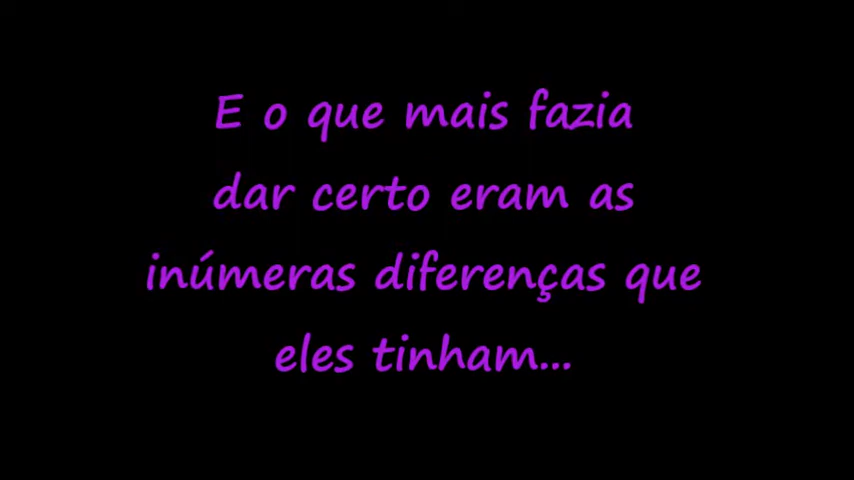 E o que mais fazia
dar certo eram as
inúmeras diferenças que
eles tinham...